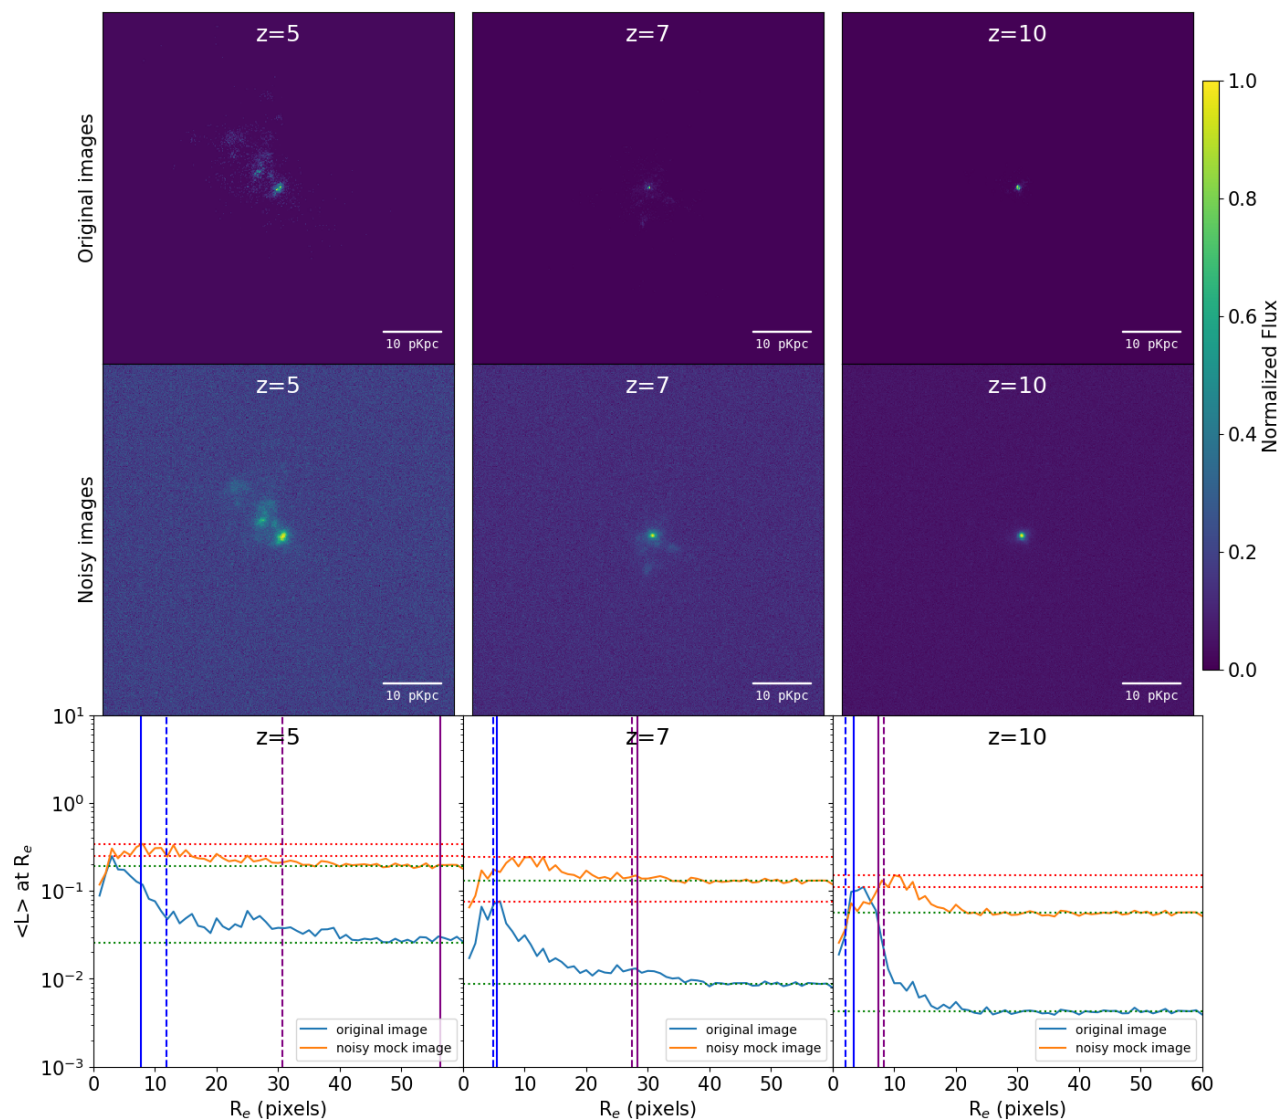 z=5
z=7
z=10
Original images
10 pKpc
10 pKpc
10 pKpc
z=5
z=7
z=10
Noisy images
10 pKpc
10 pKpc
10 pKpc
1.0
0.8
0.6
0.4
0.2
0.0
Normalized Flux
z=5
z=7
z=10
<L> at Rₑ
10¹
10⁰
10⁻¹
10⁻²
10⁻³
original image
noisy mock image
original image
noisy mock image
original image
noisy mock image
0 10 20 30 40 50
0 10 20 30 40 50
0 10 20 30 40 50 60
Rₑ (pixels)
Rₑ (pixels)
Rₑ (pixels)